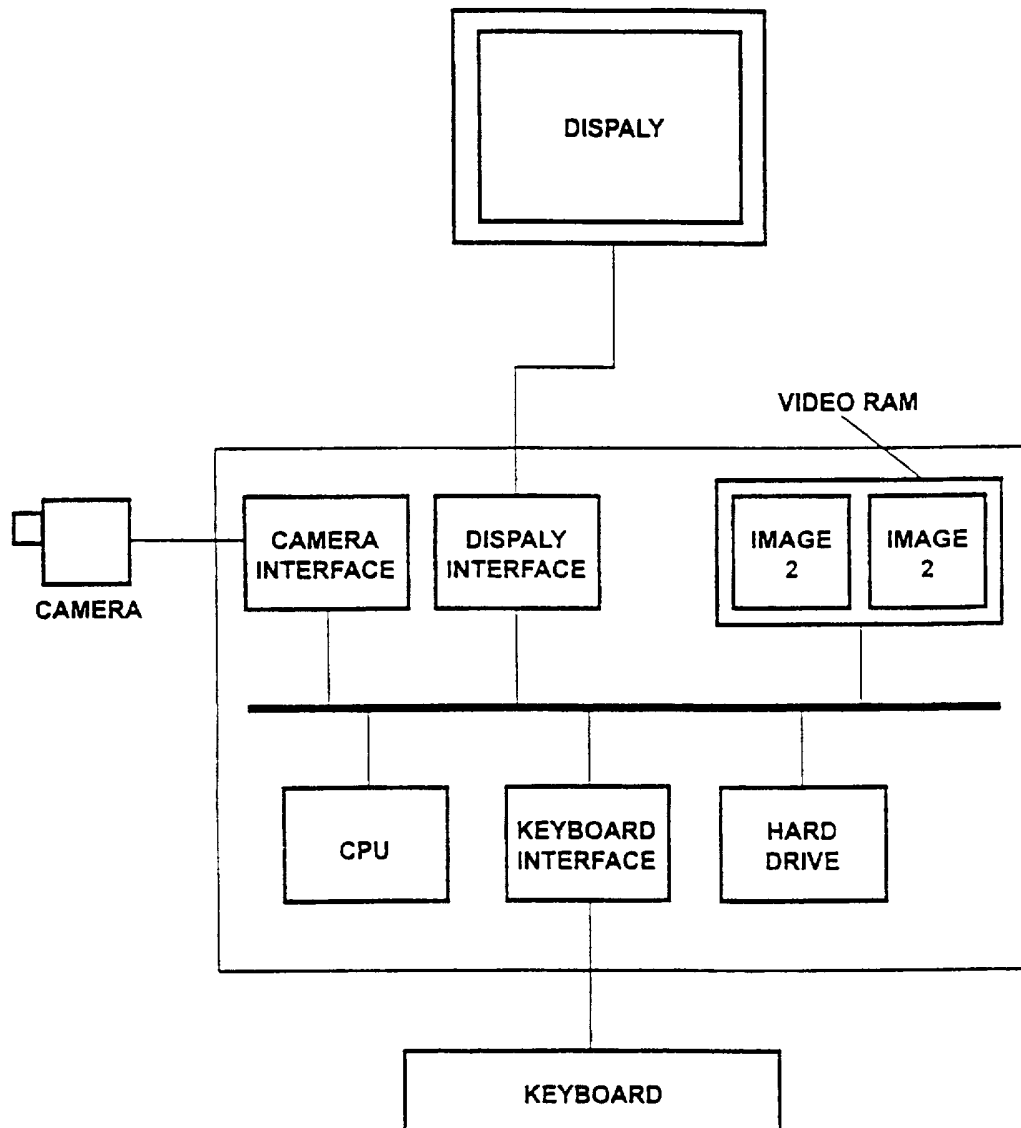 DISPALY
VIDEO RAM
CAMERA
INTERFACE
DISPALY
INTERFACE
IMAGE
2
IMAGE
2
CAMERA
CPU
KEYBOARD
INTERFACE
HARD
DRIVE
KEYBOARD